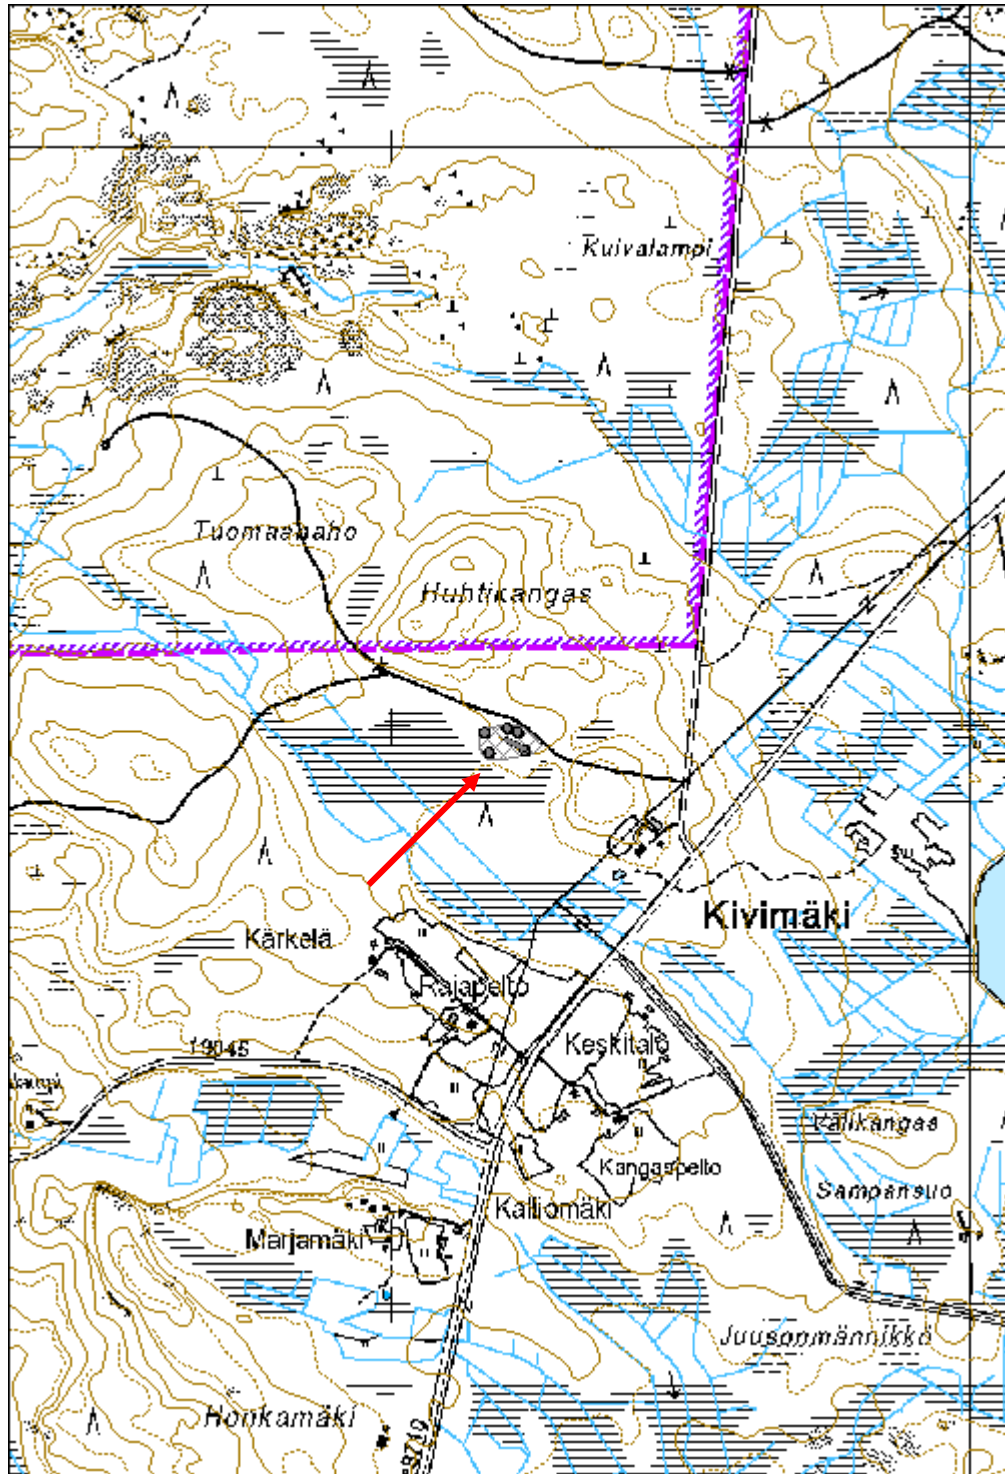 Kuivalampi
Tuomaanaho
Huhtikangas
Kivimäki
Kärkelä
Rajapelto
Keskitalo
19045
Välikangas
Kangaspelto
Sampansuo
Kalliomäki
Marjamäki
Juusonmännikkö
Honkamäki